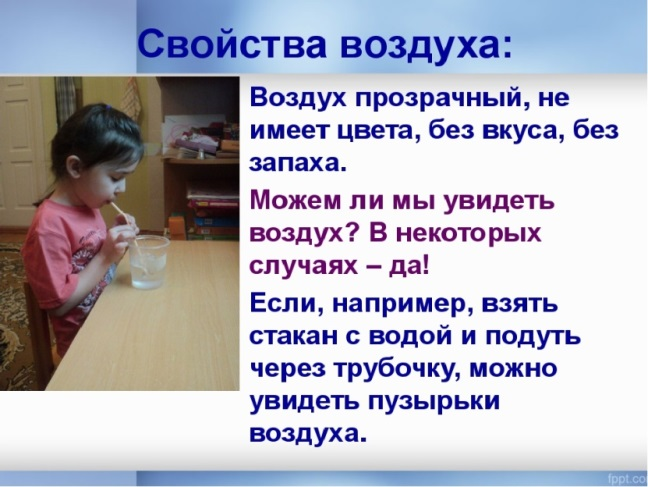 Свойства воздуха:
Воздух прозрачный, не
имеет цвета, без вкуса, без
запаха.
Можем ли мы увидеть
воздух? В некоторых
случаях – да!
Если, например, взять
стакан с водой и подуть
через трубочку, можно
увидеть пузырьки
воздуха.
fppt.co